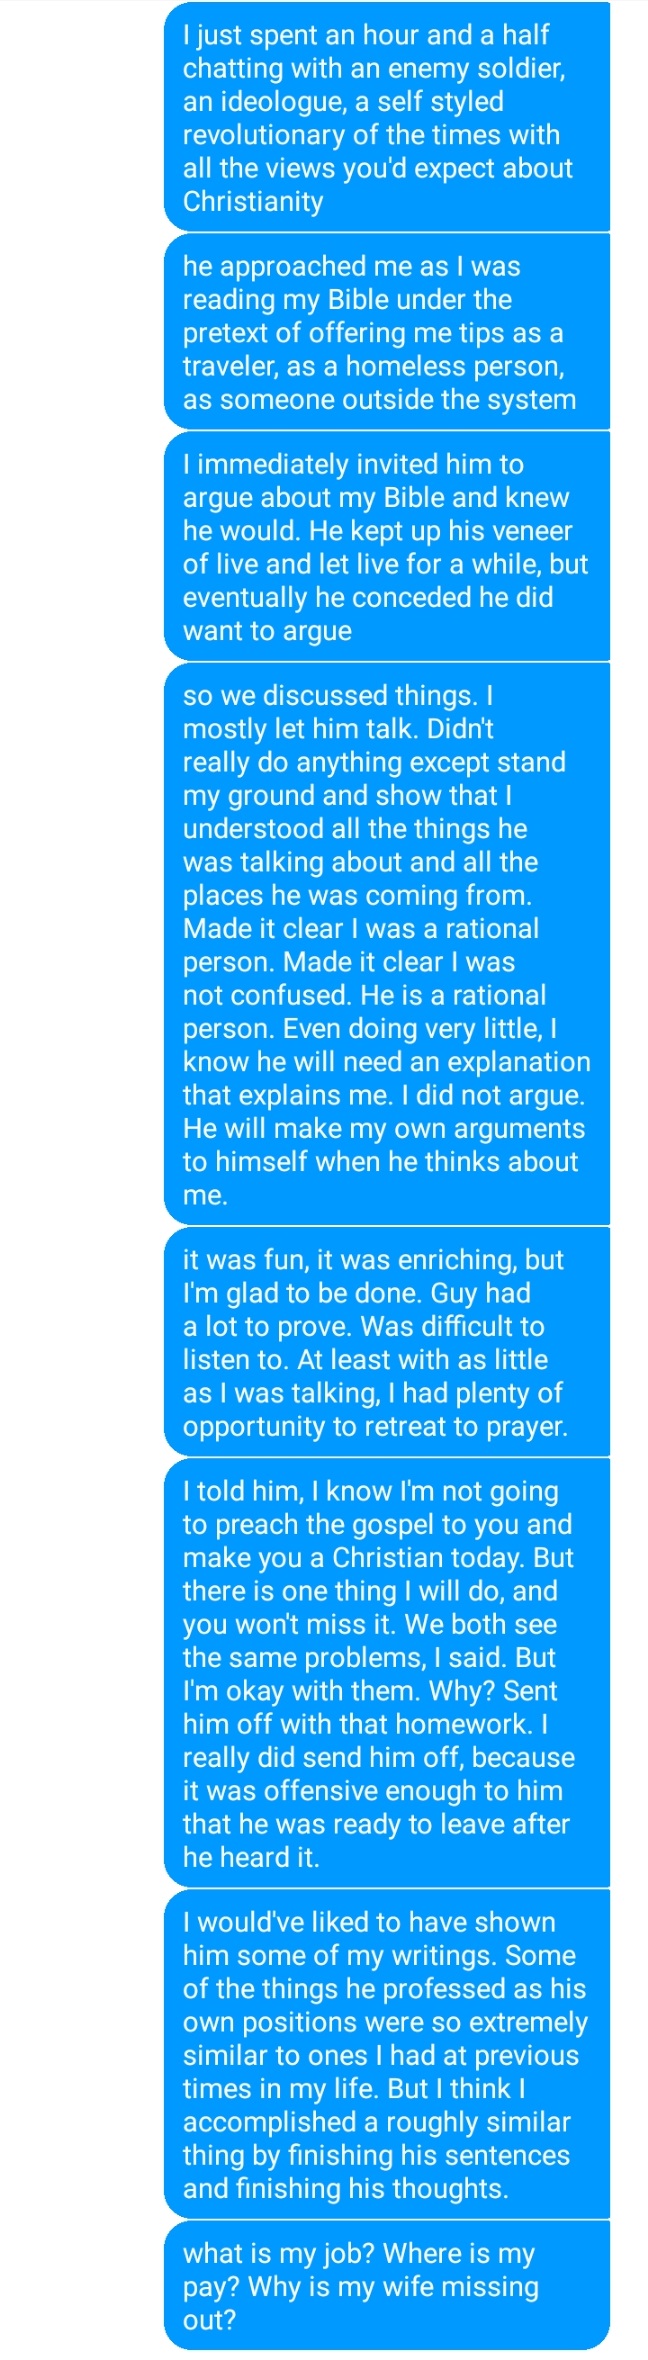 I just spent an hour and a half
chatting with an enemy soldier,
an ideologue, a self styled
revolutionary of the times with
all the views you'd expect about
Christianity
he approached me as I was
reading my Bible under the
pretext of offering me tips as a
traveler, as a homeless person,
as someone outside the system
I immediately invited him to
argue about my Bible and knew
he would. He kept up his veneer
of live and let live for a while, but
eventually he conceded he did
want to argue
so we discussed things. I
mostly let him talk. Didn't
really do anything except stand
my ground and show that I
understood all the things he
was talking about and all the
places he was coming from.
Made it clear I was a rational
person. Made it clear I was
not confused. He is a rational
person. Even doing very little, I
know he will need an explanation
that explains me. I did not argue.
He will make my own arguments
to himself when he thinks about
me.
it was fun, it was enriching, but
I'm glad to be done. Guy had
a lot to prove. Was difficult to
listen to. At least with as little
as I was talking, I had plenty of
opportunity to retreat to prayer.
I told him, I know I'm not going
to preach the gospel to you and
make you a Christian today. But
there is one thing I will do, and
you won't miss it. We both see
the same problems, I said. But
I'm okay with them. Why? Sent
him off with that homework. I
really did send him off, because
it was offensive enough to him
that he was ready to leave after
he heard it.
I would've liked to have shown
him some of my writings. Some
of the things he professed as his
own positions were so extremely
similar to ones I had at previous
times in my life. But I think I
accomplished a roughly similar
thing by finishing his sentences
and finishing his thoughts.
what is my job? Where is my
pay? Why is my wife missing
out?